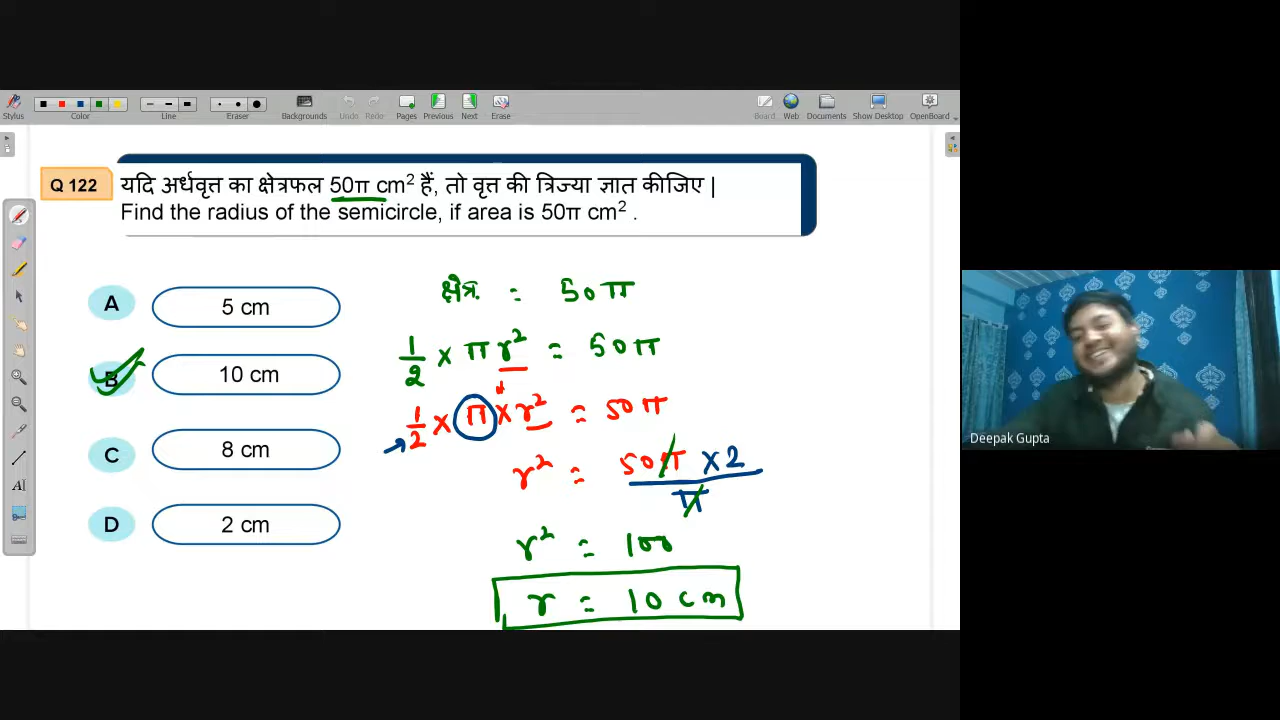 Stylus
Color
Line
Eraser
Backgrounds
Undo
Redo
Pages
Previous
Next
Erase
Board
Web
Documents
Show Desktop
OpenBoard
Q 122
यदि अर्धवृत्त का क्षेत्रफल 50π cm² हैं, तो वृत्त की त्रिज्या ज्ञात कीजिए |
Find the radius of the semicircle, if area is 50π cm² .
A 5 cm
B 10 cm
C 8 cm
D 2 cm
क्षेत्र. = 50π
1/2 × πr² = 50π
1/2 × π × r² = 50π
r² = 50π × 2 / π
r² = 100
r = 10 cm
Deepak Gupta